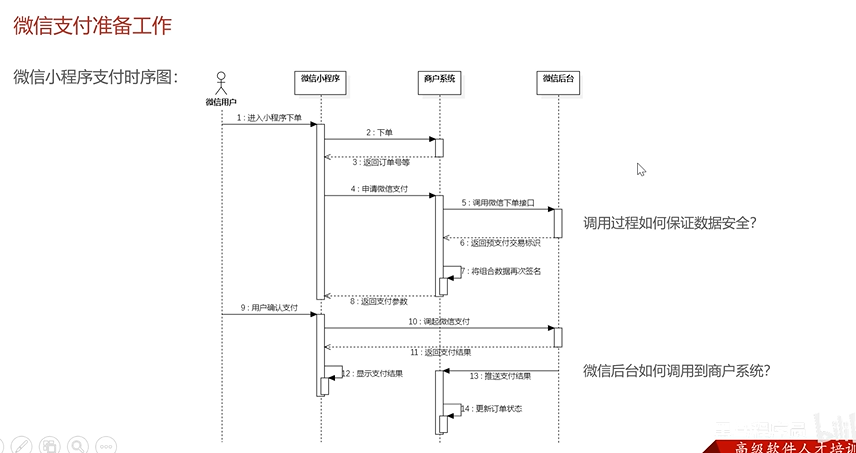 微信支付准备工作
微信小程序支付时序图：
微信用户
微信小程序
商户系统
微信后台
1 : 进入小程序下单
2 : 下单
3 : 返回订单号等
4 : 申请微信支付
5 : 调用微信下单接口
调用过程如何保证数据安全？
6 : 返回预支付交易标识
7 : 将组合数据再次签名
8 : 返回支付参数
9 : 用户确认支付
10 : 调起微信支付
11 : 返回支付结果
微信后台如何调用到商户系统？
12 : 显示支付结果
13 : 推送支付结果
14 : 更新订单状态
高级软件人才培训